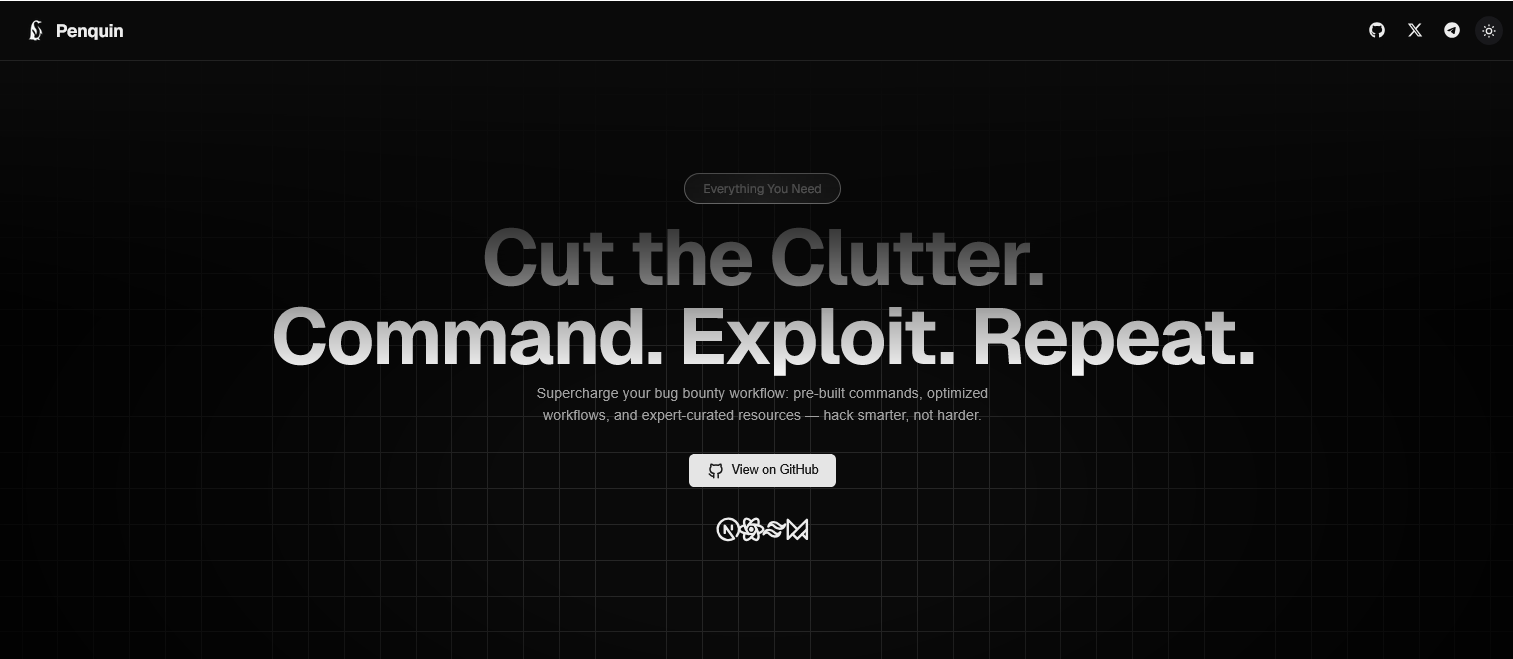 Penquin
Everything You Need
Cut the Clutter.
Command. Exploit. Repeat.
Supercharge your bug bounty workflow: pre-built commands, optimized
workflows, and expert-curated resources — hack smarter, not harder.
View on GitHub